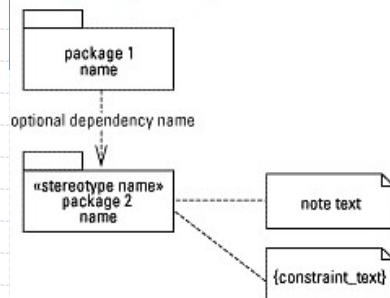 package 1
name
optional dependency name
«stereotype name»
package 2
name
note text
{constraint_text}